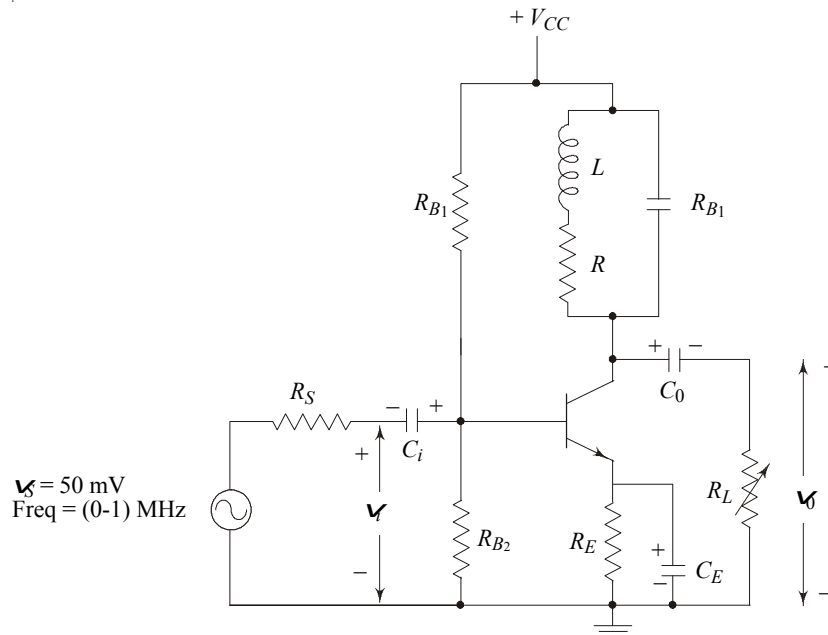 + V_CC
L
R_B1
R_B1
R
+ −
C_0
R_S
− +
C_i
+
v_S = 50 mV
Freq = (0-1) MHz
v_i
R_L
v_0
R_B2
R_E
+
−
C_E
−
−